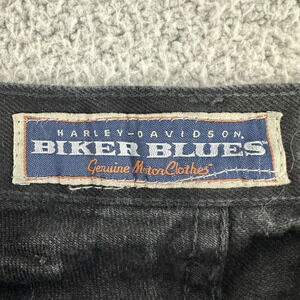 HARLEY-DAVIDSON
BIKER BLUES
Genuine MotorClothes